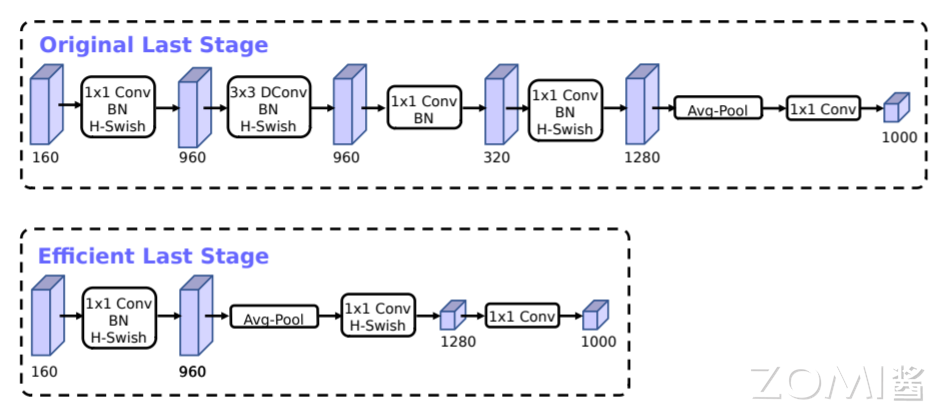 Original Last Stage
1x1 Conv
BN
H-Swish
3x3 DConv
BN
H-Swish
1x1 Conv
BN
1x1 Conv
BN
H-Swish
Avg-Pool
1x1 Conv
160
960
960
320
1280
1000
Efficient Last Stage
1x1 Conv
BN
H-Swish
Avg-Pool
1x1 Conv
H-Swish
1x1 Conv
160
960
1280
1000
ZOMI酱